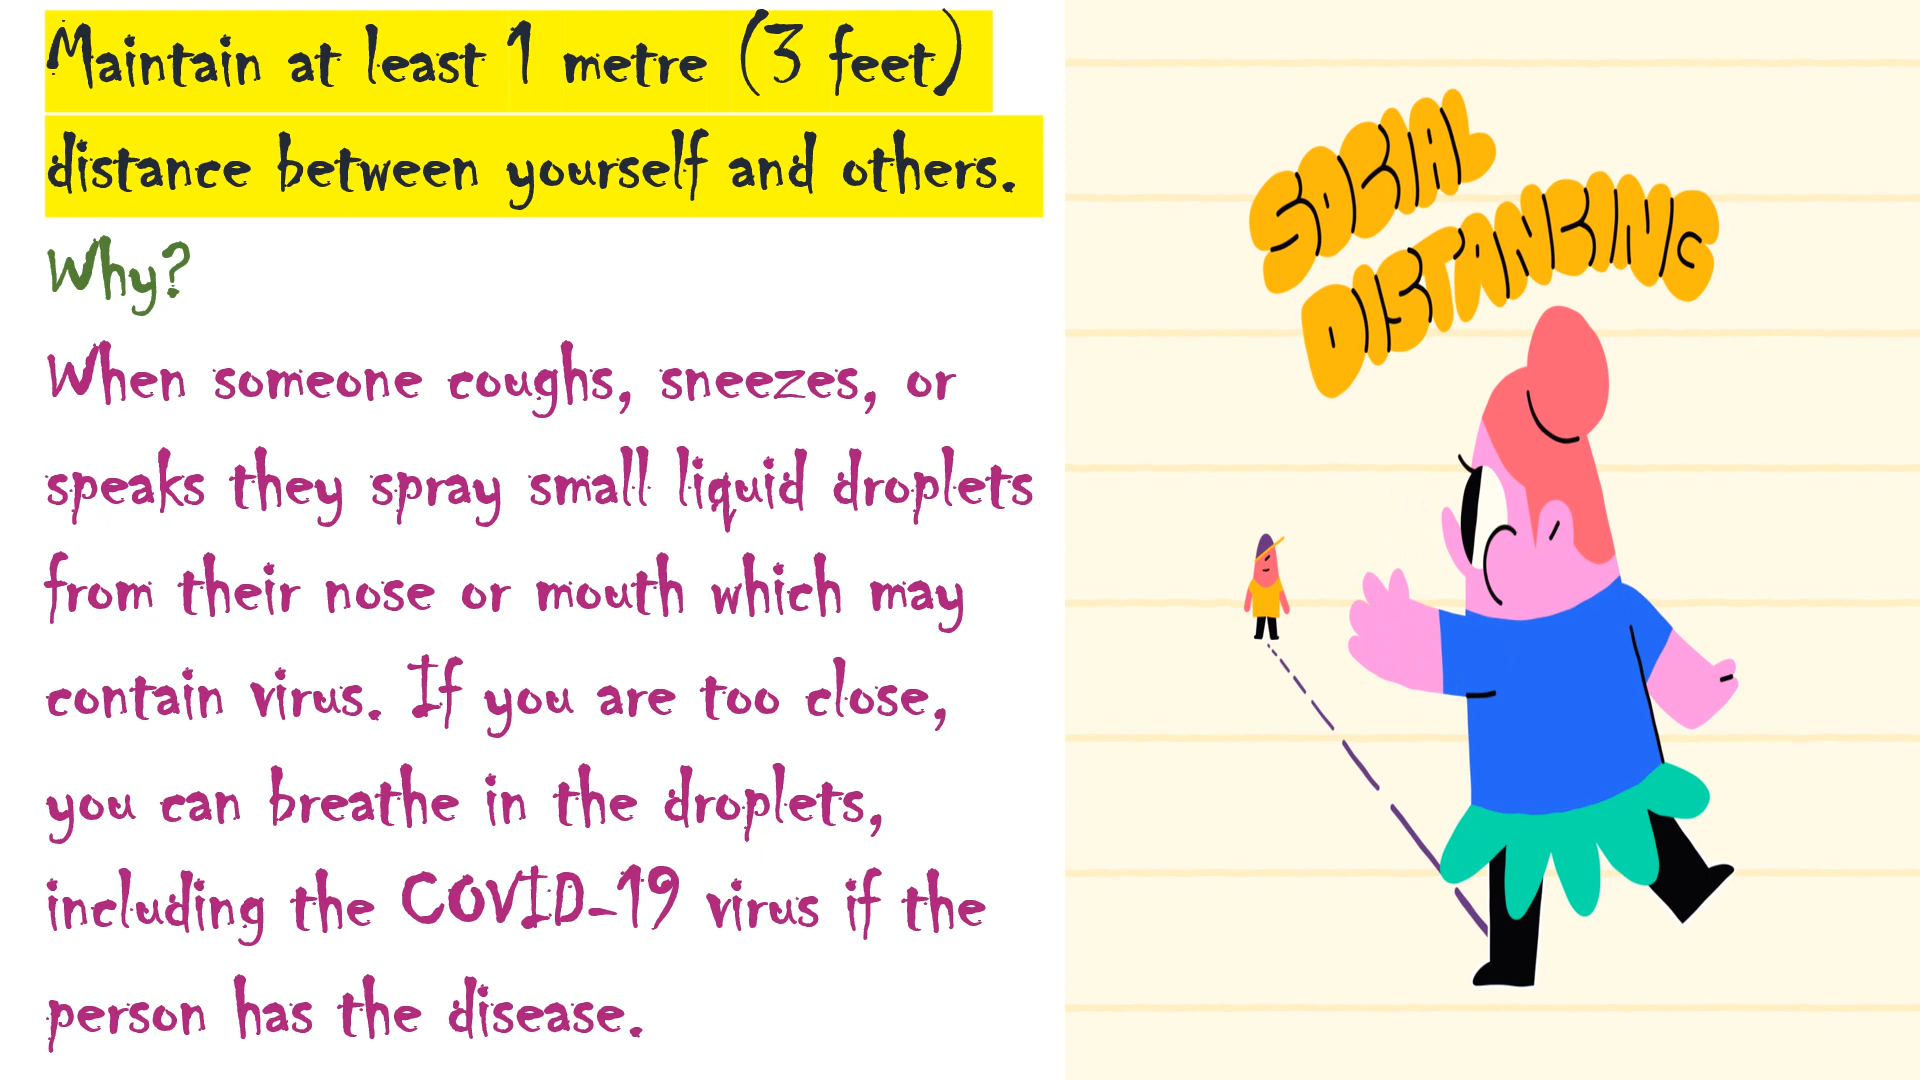 Maintain at least 1 metre (3 feet)
distance between yourself and others.
Why?
When someone coughs, sneezes, or
speaks they spray small liquid droplets
from their nose or mouth which may
contain virus. If you are too close,
you can breathe in the droplets,
including the COVID-19 virus if the
person has the disease.
SOCIAL
DISTANCING